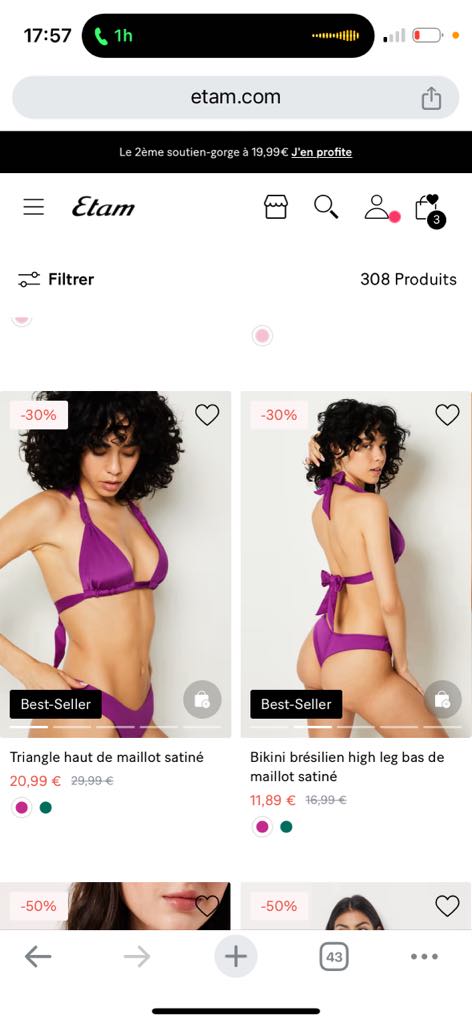 17:57
1h
etam.com
Le 2ème soutien-gorge à 19,99€ J'en profite
Etam
3
Filtrer
308 Produits
-30%
-30%
Best-Seller
Best-Seller
Triangle haut de maillot satiné
20,99 € 29,99 €
Bikini brésilien high leg bas de
maillot satiné
11,89 € 16,99 €
-50%
-50%
43